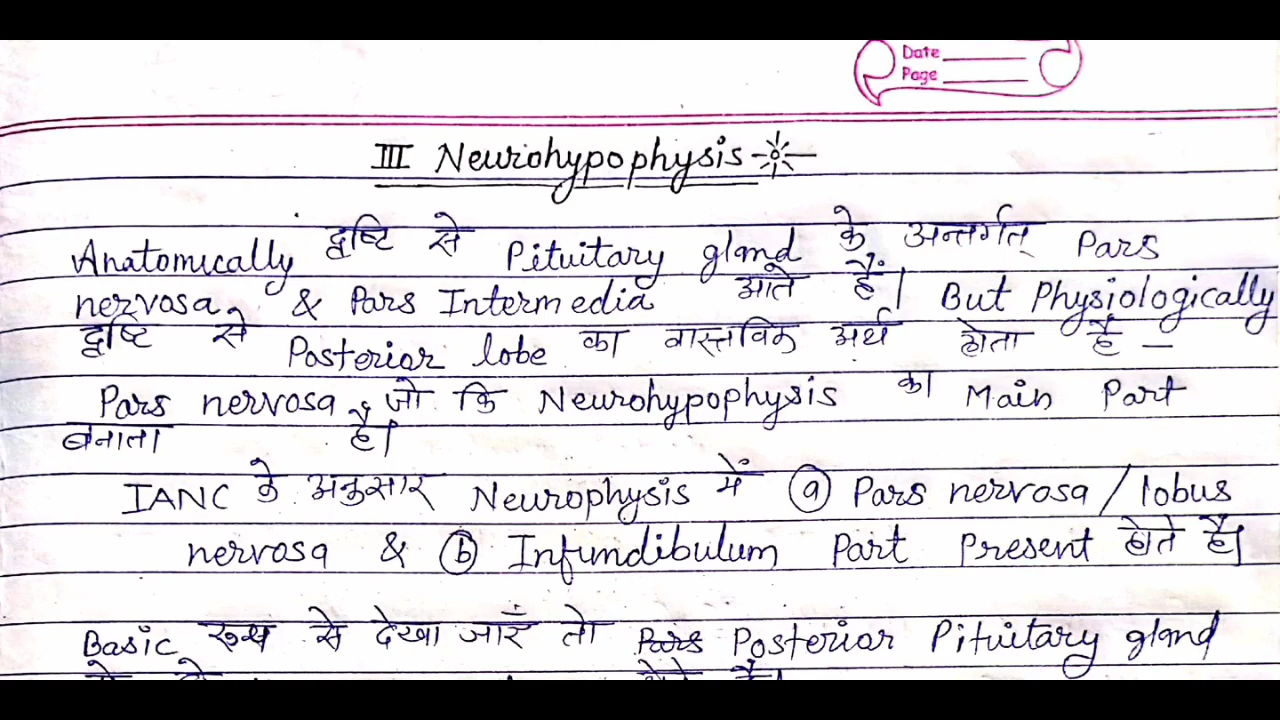 Date
Page
III Neurohypophysis
Anatomically दृष्टि से Pituitary gland के अन्तर्गत् Pars
nervosa & Pars Intermedia आते हैं। But Physiologically
दृष्टि से Posterior lobe का वास्तविक अर्थ होता है —
Pars nervosa जो कि Neurohypophysis का Main Part
बनाता है।
IANC के अनुसार Neurophysis में ⓐ Pars nervosa / lobus
nervosa & ⓑ Infundibulum Part Present होते हैं।
Basic से देखा जाएं तो Pars Posterior Pituitary gland